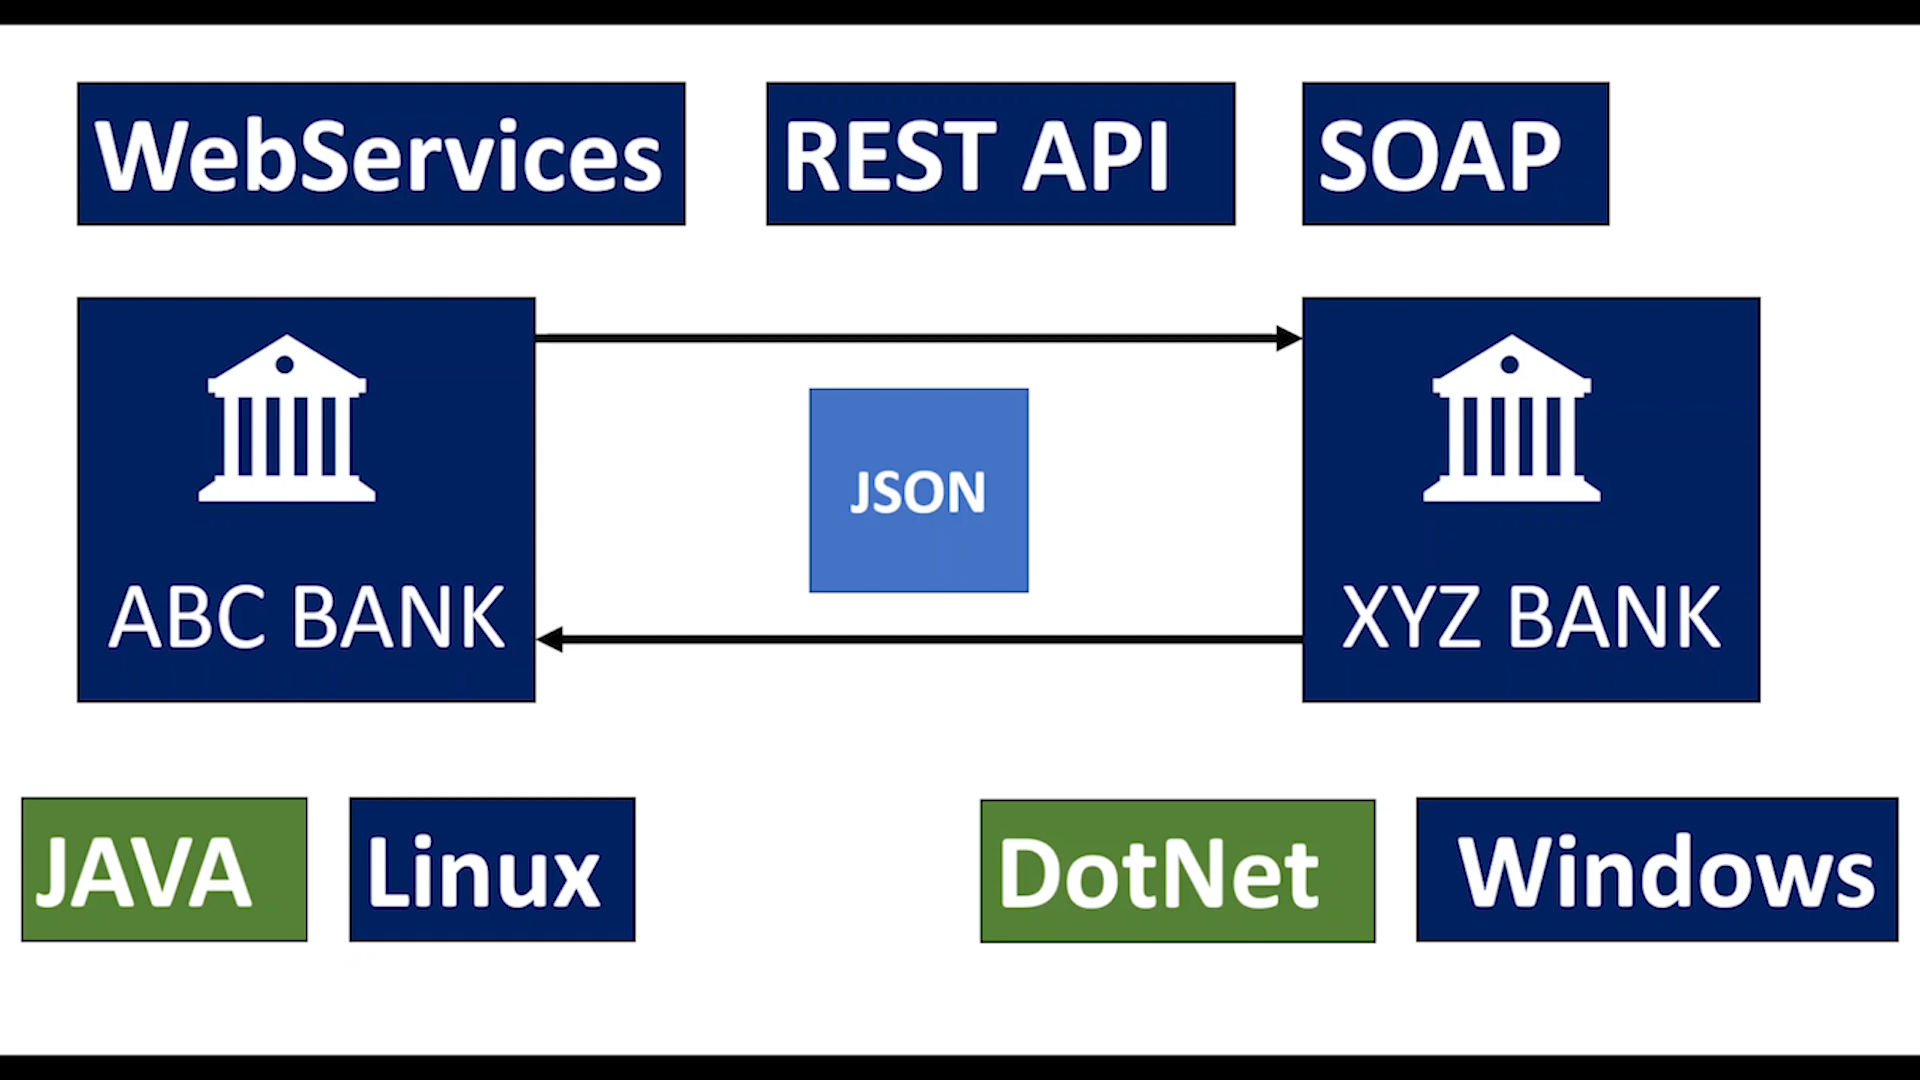 WebServices
REST API
SOAP
JSON
ABC BANK
XYZ BANK
JAVA
Linux
DotNet
Windows